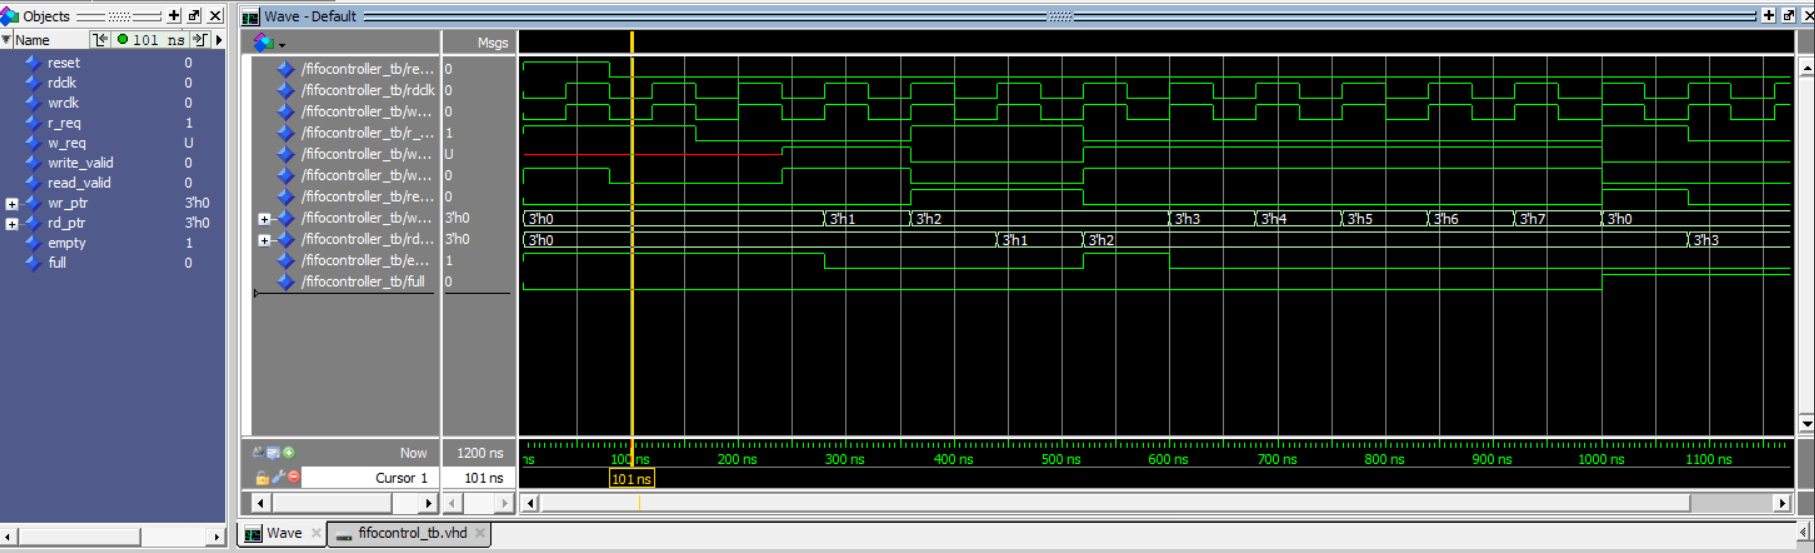 Objects
Name 101 ns
reset 0
rdclk 0
wrclk 0
r_req 1
w_req U
write_valid 0
read_valid 0
wr_ptr 3'h0
rd_ptr 3'h0
empty 1
full 0
Wave - Default
Msgs
/fifocontroller_tb/re... 0
/fifocontroller_tb/rdclk 0
/fifocontroller_tb/w... 0
/fifocontroller_tb/r_... 1
/fifocontroller_tb/w... U
/fifocontroller_tb/w... 0
/fifocontroller_tb/re... 0
/fifocontroller_tb/w... 3'h0 3'h0 3'h1 3'h2 3'h3 3'h4 3'h5 3'h6 3'h7 3'h0
/fifocontroller_tb/rd... 3'h0 3'h0 3'h1 3'h2 3'h3
/fifocontroller_tb/e... 1
/fifocontroller_tb/full 0
Now 1200 ns ns 100 ns 200 ns 300 ns 400 ns 500 ns 600 ns 700 ns 800 ns 900 ns 1000 ns 1100 ns
Cursor 1 101 ns 101 ns
Wave fifocontrol_tb.vhd